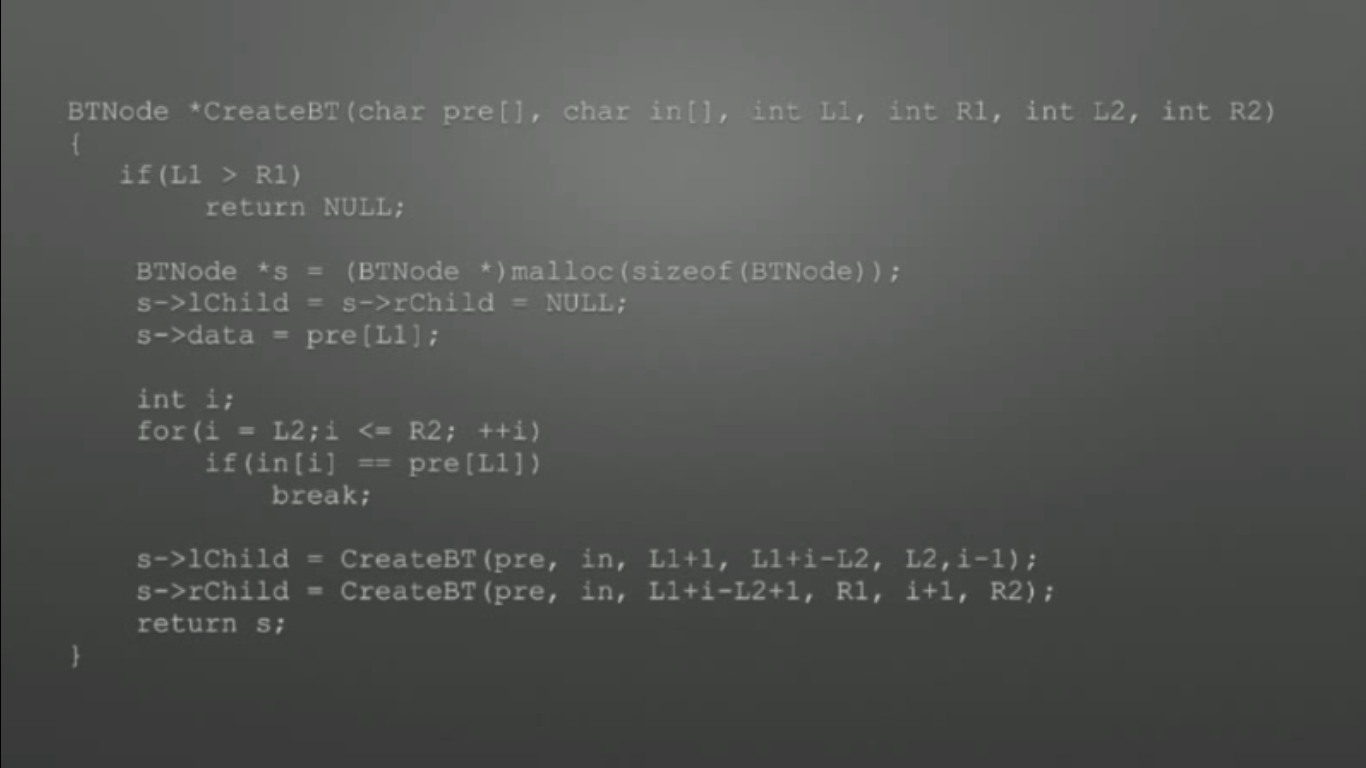 BTNode *CreateBT(char pre[], char in[], int L1, int R1, int L2, int R2)
{
if(L1 > R1)
return NULL;
BTNode *s = (BTNode *)malloc(sizeof(BTNode));
s->lChild = s->rChild = NULL;
s->data = pre[L1];
int i;
for(i = L2;i <= R2; ++i)
if(in[i] == pre[L1])
break;
s->lChild = CreateBT(pre, in, L1+1, L1+i-L2, L2,i-1);
s->rChild = CreateBT(pre, in, L1+i-L2+1, R1, i+1, R2);
return s;
}